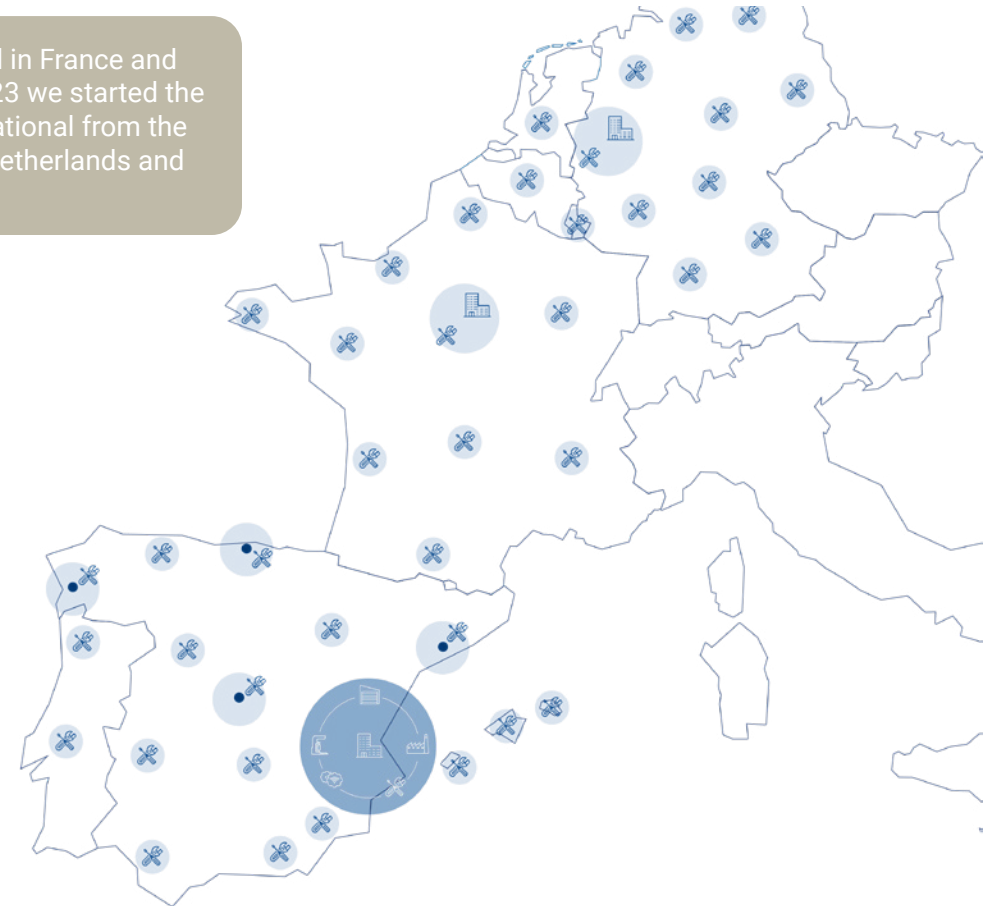 in France and
23 we started the
ational from the
etherlands and